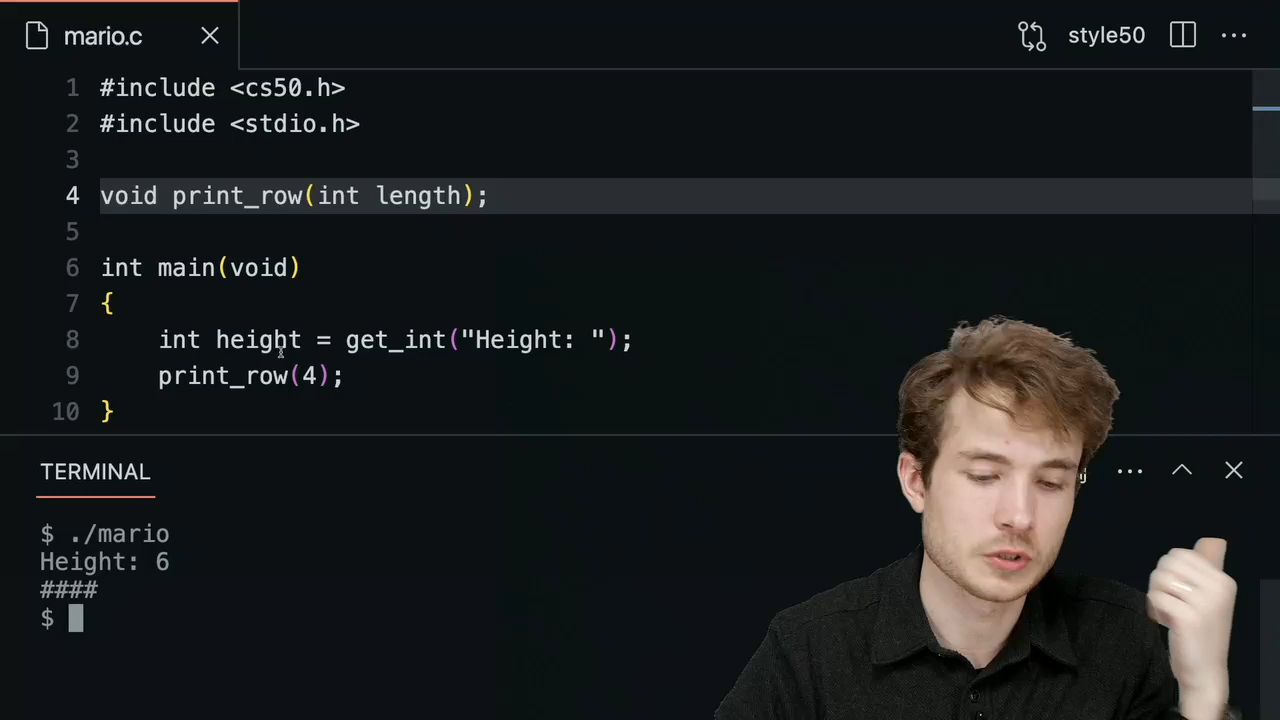 mario.c
style50
1 #include <cs50.h>
2 #include <stdio.h>
3
4 void print_row(int length);
5
6 int main(void)
7 {
8     int height = get_int("Height: ");
9     print_row(4);
10 }
TERMINAL
$ ./mario
Height: 6
####
$